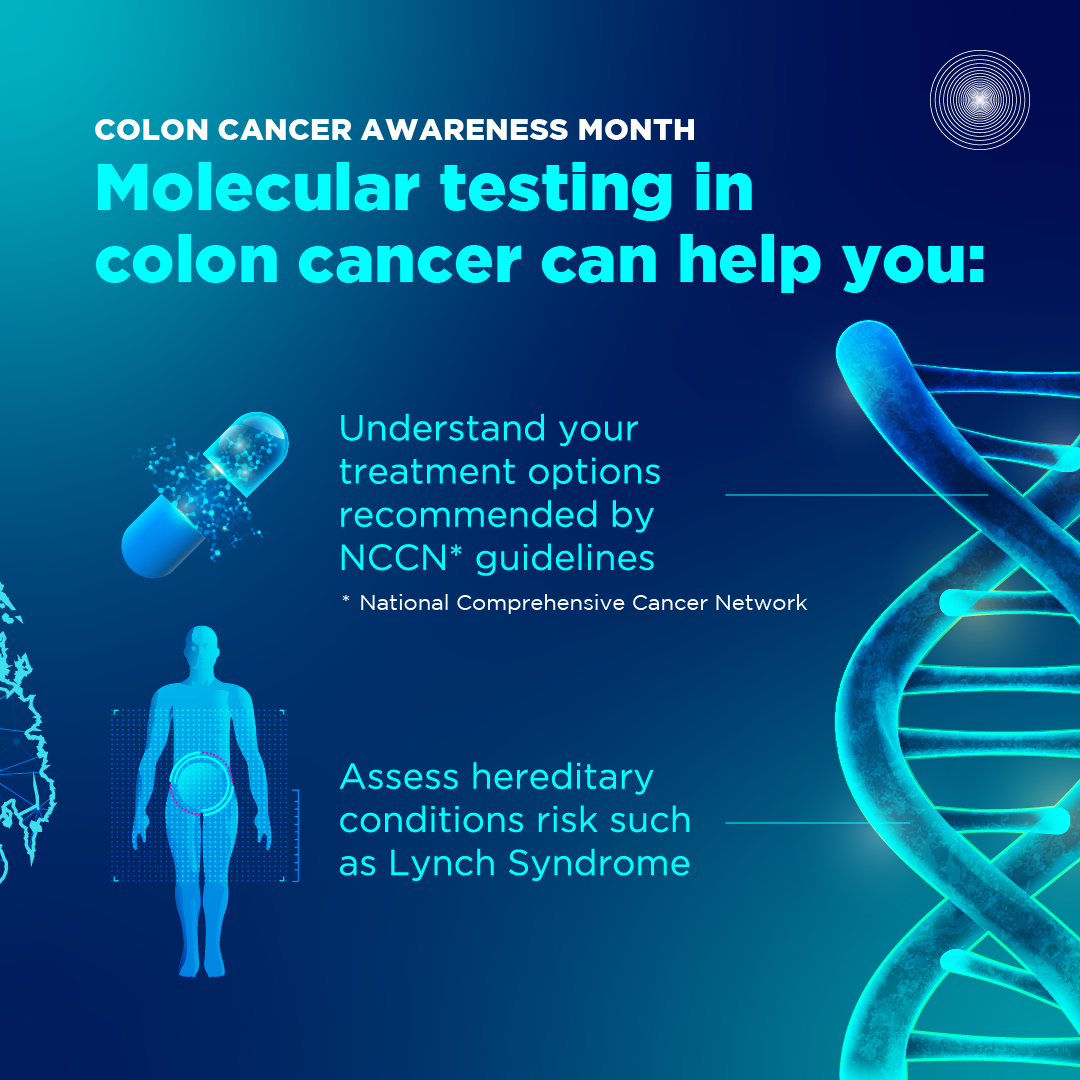 COLON CANCER AWARENESS MONTH
Molecular testing in
colon cancer can help you:
Understand your
treatment options
recommended by
NCCN* guidelines
* National Comprehensive Cancer Network
Assess hereditary
conditions risk such
as Lynch Syndrome